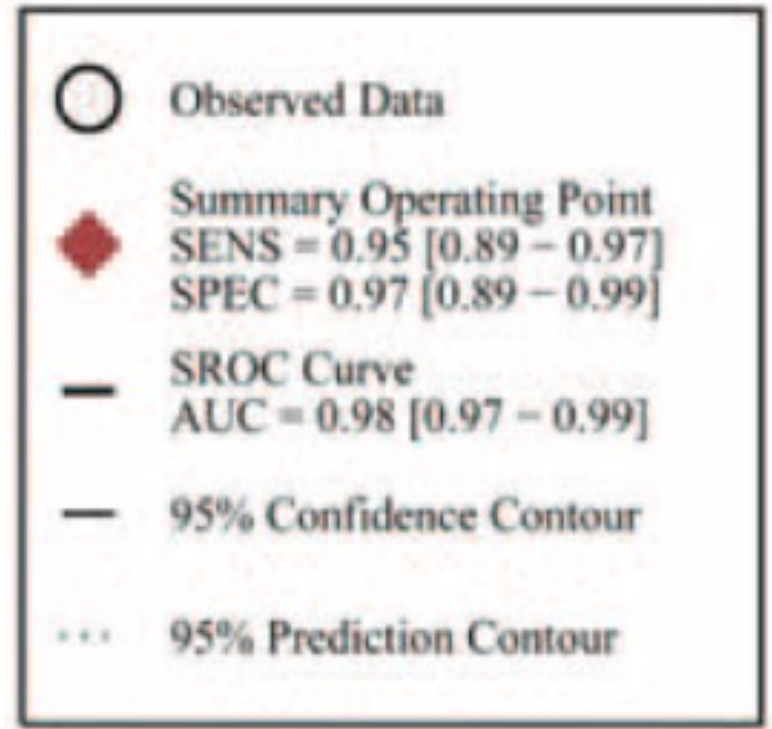 Observed Data
Summary Operating Point
SENS = 0.95 [0.89 − 0.97]
SPEC = 0.97 [0.89 − 0.99]
SROC Curve
AUC = 0.98 [0.97 − 0.99]
95% Confidence Contour
95% Prediction Contour